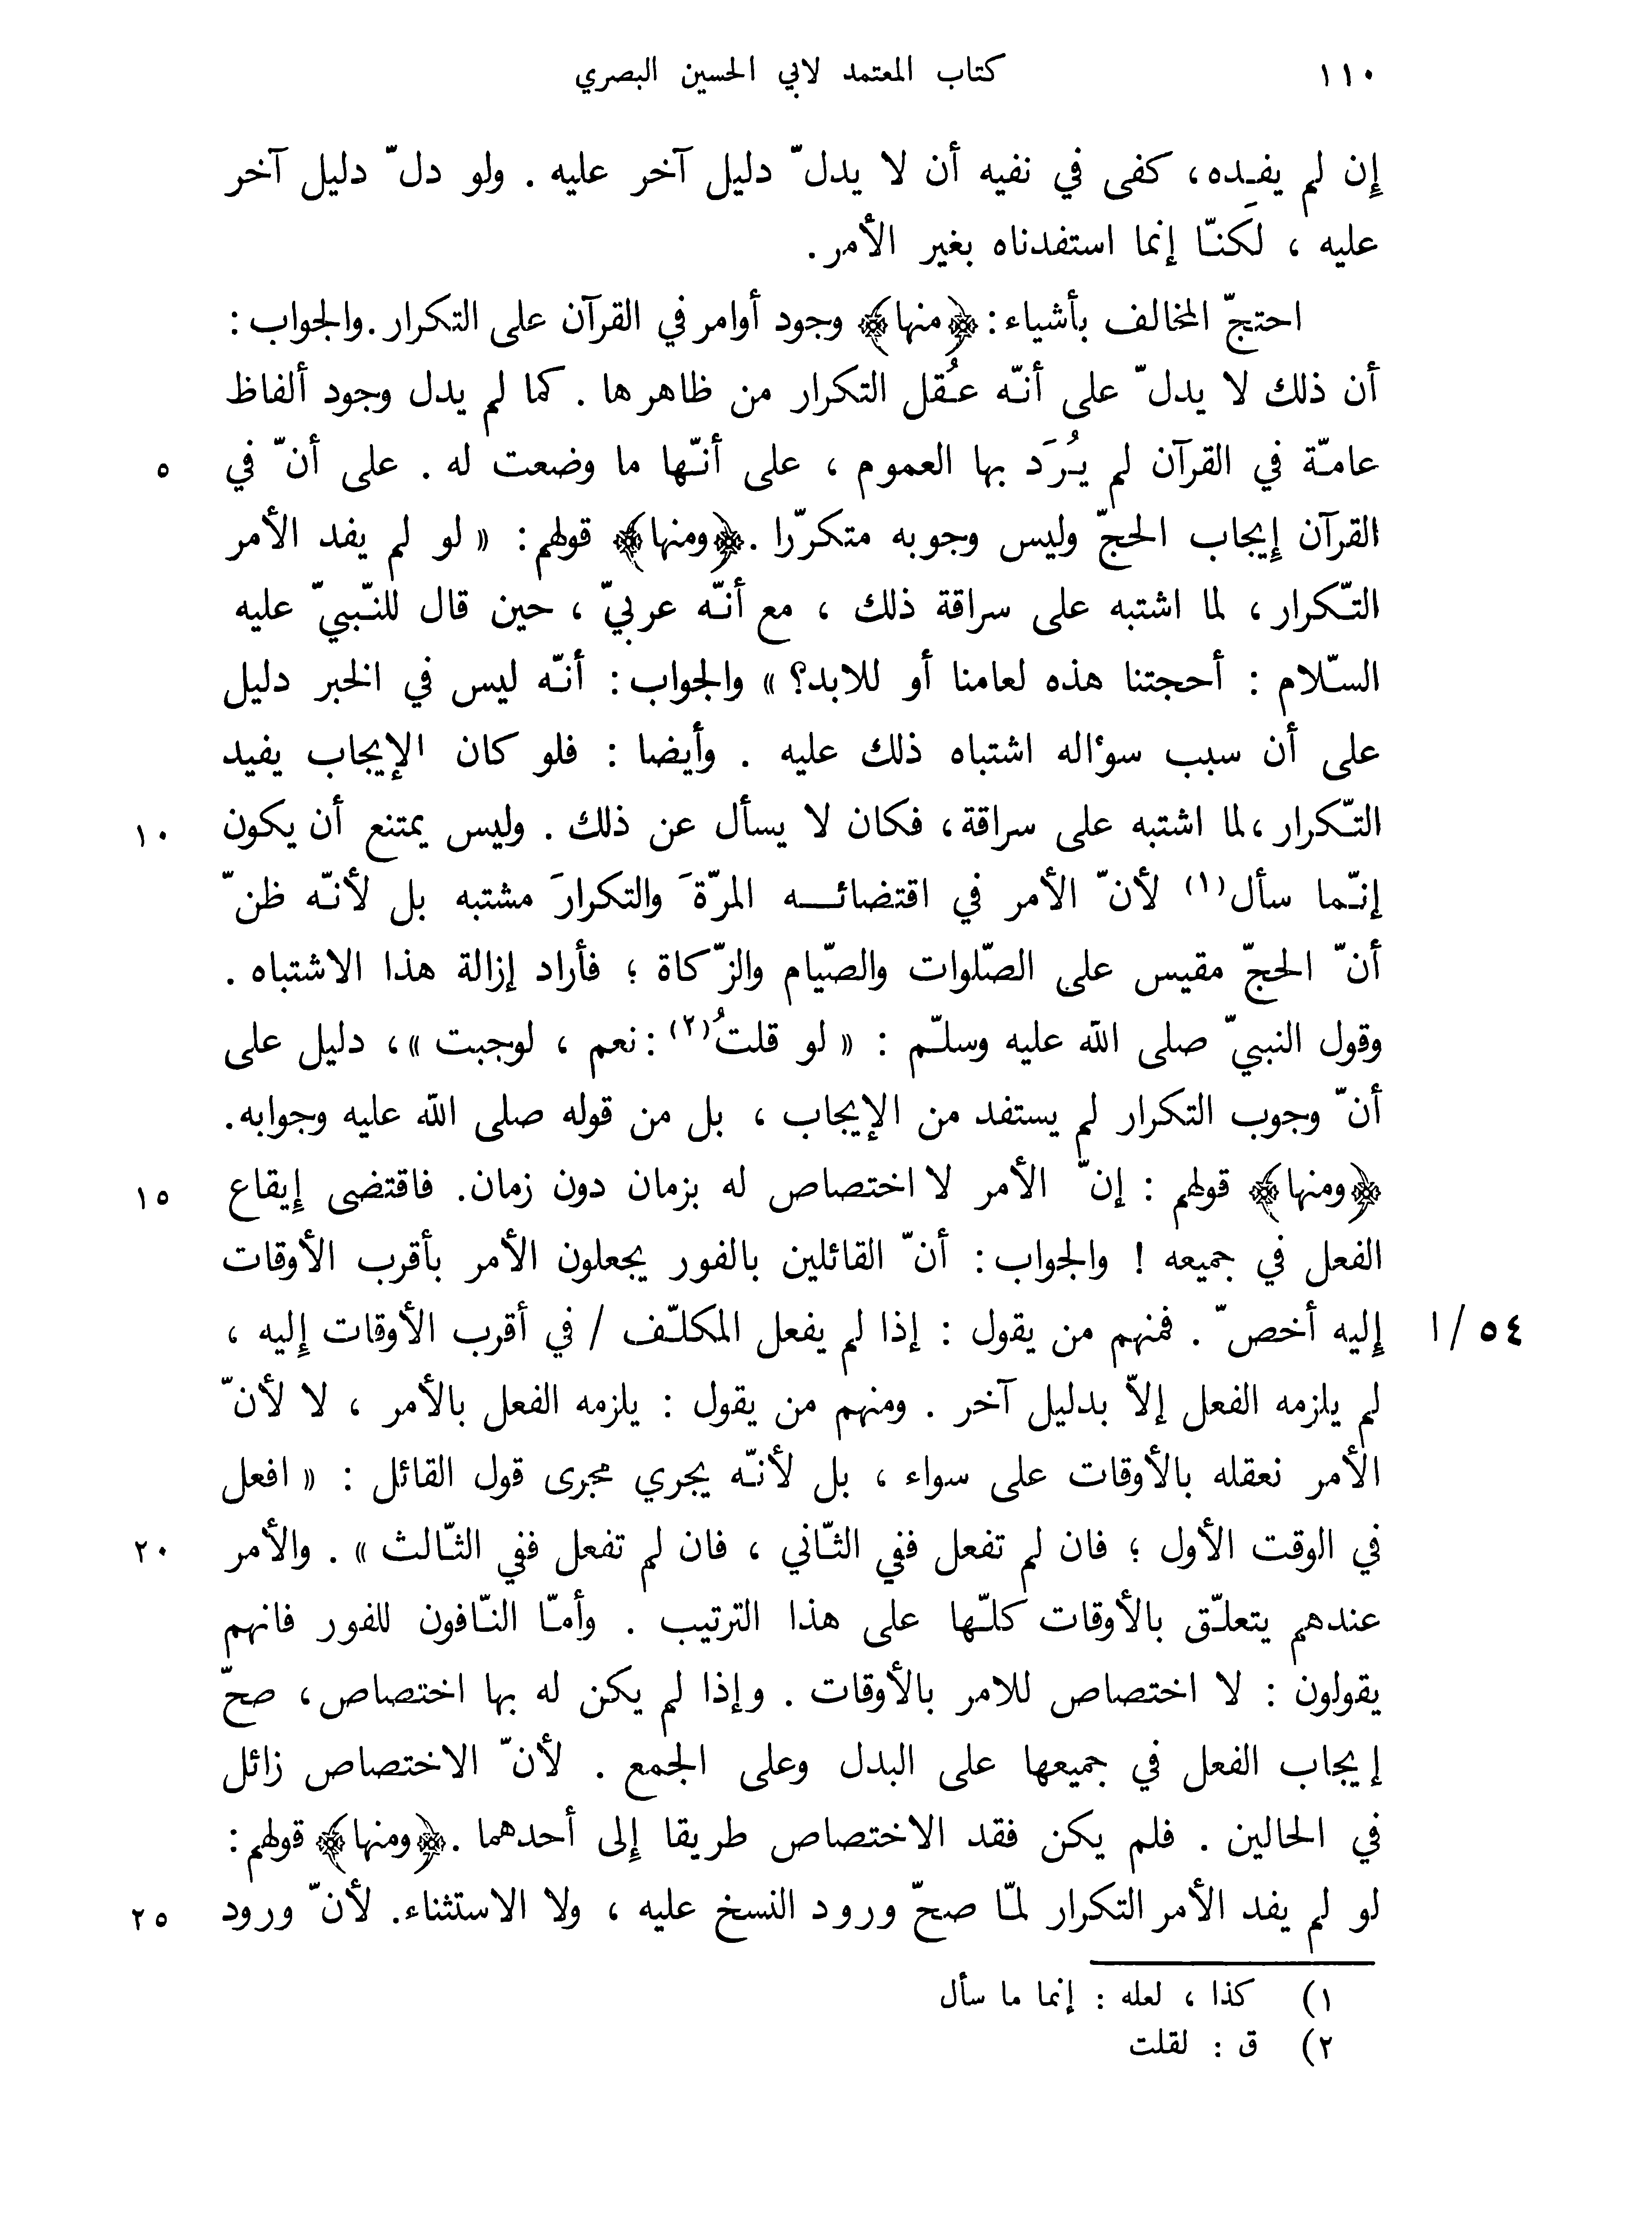 ١١٠ كتاب المعتمد لابي الحسين البصري
إِن لم يفِده، كفى في نفيه أن لا يدلّ دليل آخر عليه . ولو دلّ دليل آخر
عليه ، لَكنّا إنما استفدناه بغير الأمر.
احتجّ المخالف بأشياء: ﴿منها﴾ وجود أوامر في القرآن على التكرار. والجواب:
أن ذلك لا يدلّ على أنّه عُقل التكرار من ظاهرها . كما لم يدل وجود ألفاظ
عامّة في القرآن لم يُرَد بها العموم ، على أنّها ما وضعت له . على أنّ في ٥
القرآن إِيجاب الحجّ وليس وجوبه متكرّرا . ﴿ومنها﴾ قولهم: « لو لم يفد الأمر
التّكرار ، لما اشتبه على سراقة ذلك ، مع أنّه عربيّ ، حين قال للنّبيّ عليه
السّلام : أحجتنا هذه لعامنا أو للابد؟ » والجواب: أنّه ليس في الخبر دليل
على أن سبب سؤاله اشتباه ذلك عليه . وأيضا : فلو كان الإيجاب يفيد
التّكرار ، لما اشتبه على سراقة، فكان لا يسأل عن ذلك . وليس يمتنع أن يكون ١٠
إنّما سأل(١) لأنّ الأمر في اقتضائه المرّةَ والتكرارَ مشتبه بل لأنّه ظنّ
أنّ الحجّ مقيس على الصّلوات والصّيام والزّكاة ؛ فأراد إزالة هذا الاشتباه .
وقول النبيّ صلى الله عليه وسلّم : « لو قلتُ(٢) : نعم ، لوجبت »، دليل على
أنّ وجوب التكرار لم يستفد من الإيجاب ، بل من قوله صلى الله عليه وجوابه.
﴿ومنها﴾ قولهم : إنّ الأمر لا اختصاص له بزمان دون زمان. فاقتضى إِيقاع ١٥
الفعل في جميعه ! والجواب: أنّ القائلين بالفور يجعلون الأمر بأقرب الأوقات
٥٤ /ا إِليه أخصّ . فمنهم من يقول : إذا لم يفعل المكلّف / في أقرب الأوقات إِليه ،
لم يلزمه الفعل إلاّ بدليل آخر . ومنهم من يقول : يلزمه الفعل بالأمر ، لا لأنّ
الأمر نعقله بالأوقات على سواء ، بل لأنّه يجري مجرى قول القائل : « افعل
في الوقت الأول ؛ فان لم تفعل ففي الثّاني ، فان لم تفعل ففي الثّالث » . والأمر ٢٠
عندهم يتعلّق بالأوقات كلّها على هذا الترتيب . وأمّا النّافون للفور فانهم
يقولون : لا اختصاص للامر بالأوقات . وإذا لم يكن له بها اختصاص، صحّ
إيجاب الفعل في جميعها على البدل وعلى الجمع . لأنّ الاختصاص زائل
في الحالين . فلم يكن فقد الاختصاص طريقا إِلى أحدهما . ﴿ومنها﴾ قولهم:
لو لم يفد الأمر التكرار لمّا صحّ ورود النسخ عليه ، ولا الاستثناء. لأنّ ورود ٢٥
١) كذا ، لعله : إنما ما سأل
٢) ق : لقلت